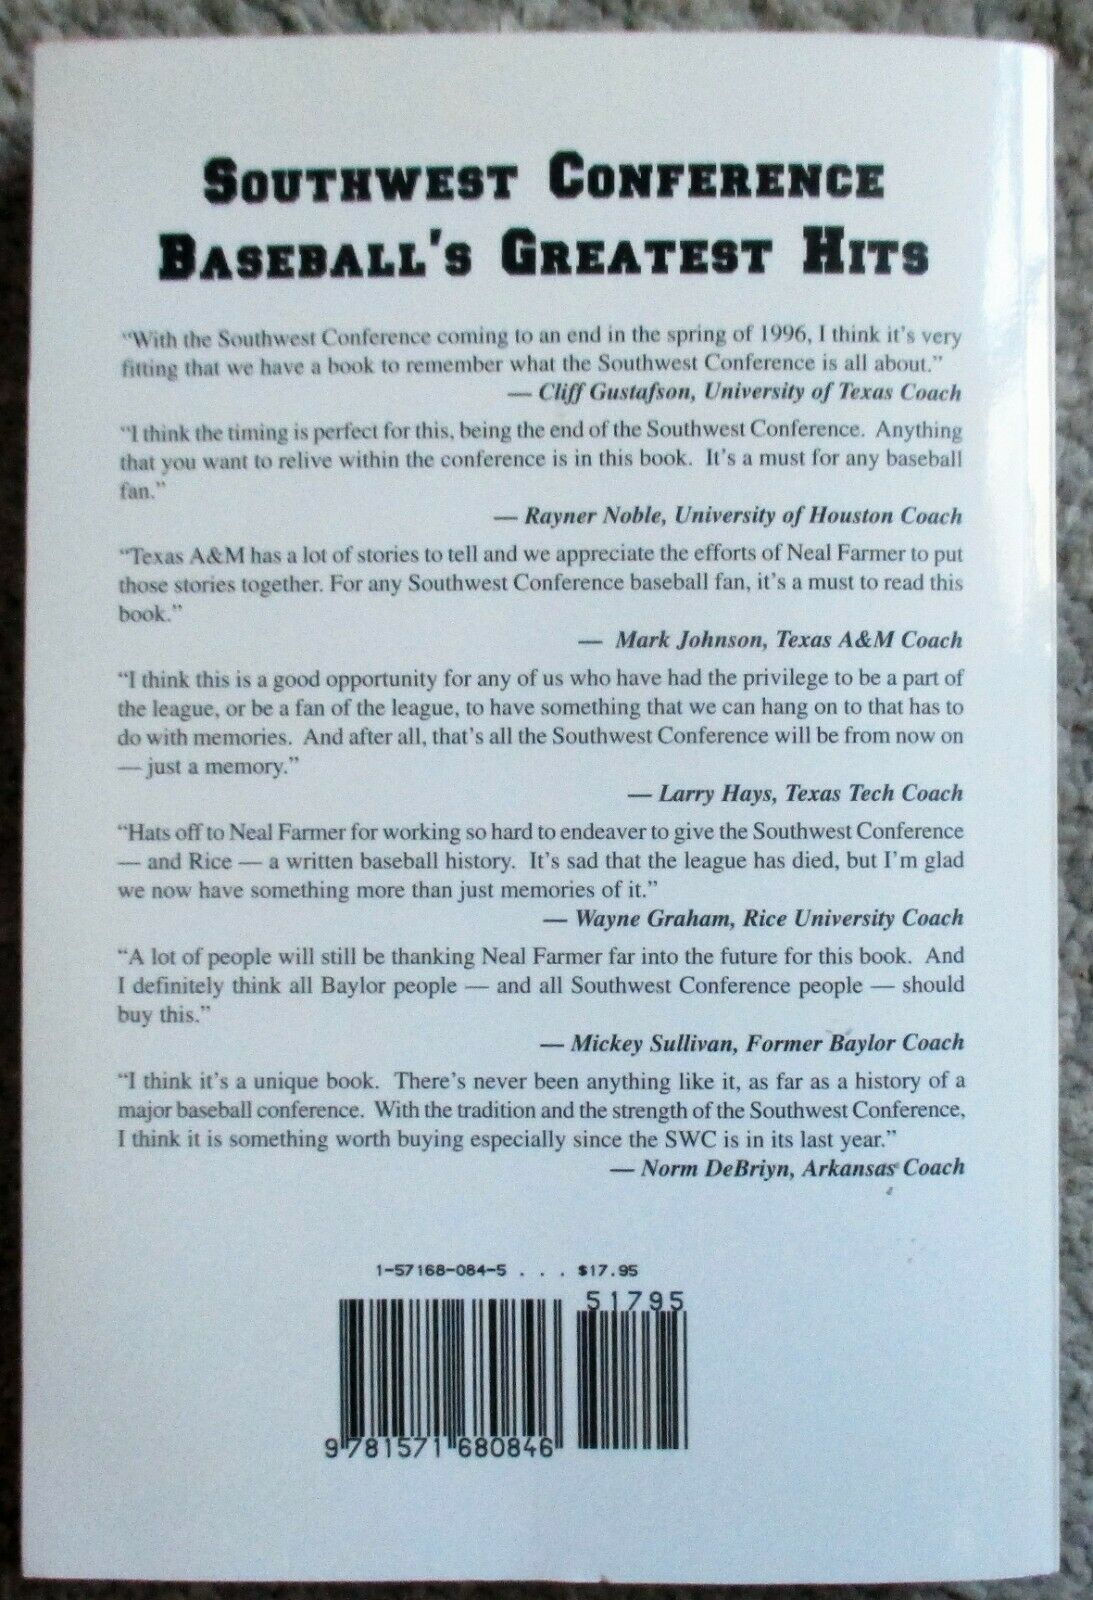 Southwest Conference
Baseball's Greatest Hits
“With the Southwest Conference coming to an end in the spring of 1996, I think it's very
fitting that we have a book to remember what the Southwest Conference is all about.”
— Cliff Gustafson, University of Texas Coach
“I think the timing is perfect for this, being the end of the Southwest Conference. Anything
that you want to relive within the conference is in this book. It's a must for any baseball
fan.”
— Rayner Noble, University of Houston Coach
“Texas A&M has a lot of stories to tell and we appreciate the efforts of Neal Farmer to put
those stories together. For any Southwest Conference baseball fan, it's a must to read this
book.”
— Mark Johnson, Texas A&M Coach
“I think this is a good opportunity for any of us who have had the privilege to be a part of
the league, or be a fan of the league, to have something that we can hang on to that has to
do with memories. And after all, that's all the Southwest Conference will be from now on
— just a memory.”
— Larry Hays, Texas Tech Coach
“Hats off to Neal Farmer for working so hard to endeaver to give the Southwest Conference
— and Rice — a written baseball history. It's sad that the league has died, but I'm glad
we now have something more than just memories of it.”
— Wayne Graham, Rice University Coach
“A lot of people will still be thanking Neal Farmer far into the future for this book. And
I definitely think all Baylor people — and all Southwest Conference people — should
buy this.”
— Mickey Sullivan, Former Baylor Coach
“I think it's a unique book. There's never been anything like it, as far as a history of a
major baseball conference. With the tradition and the strength of the Southwest Conference,
I think it is something worth buying especially since the SWC is in its last year.”
— Norm DeBriyn, Arkansas Coach
1-57168-084-5 . . . $17.95
51795
9 781571 680846